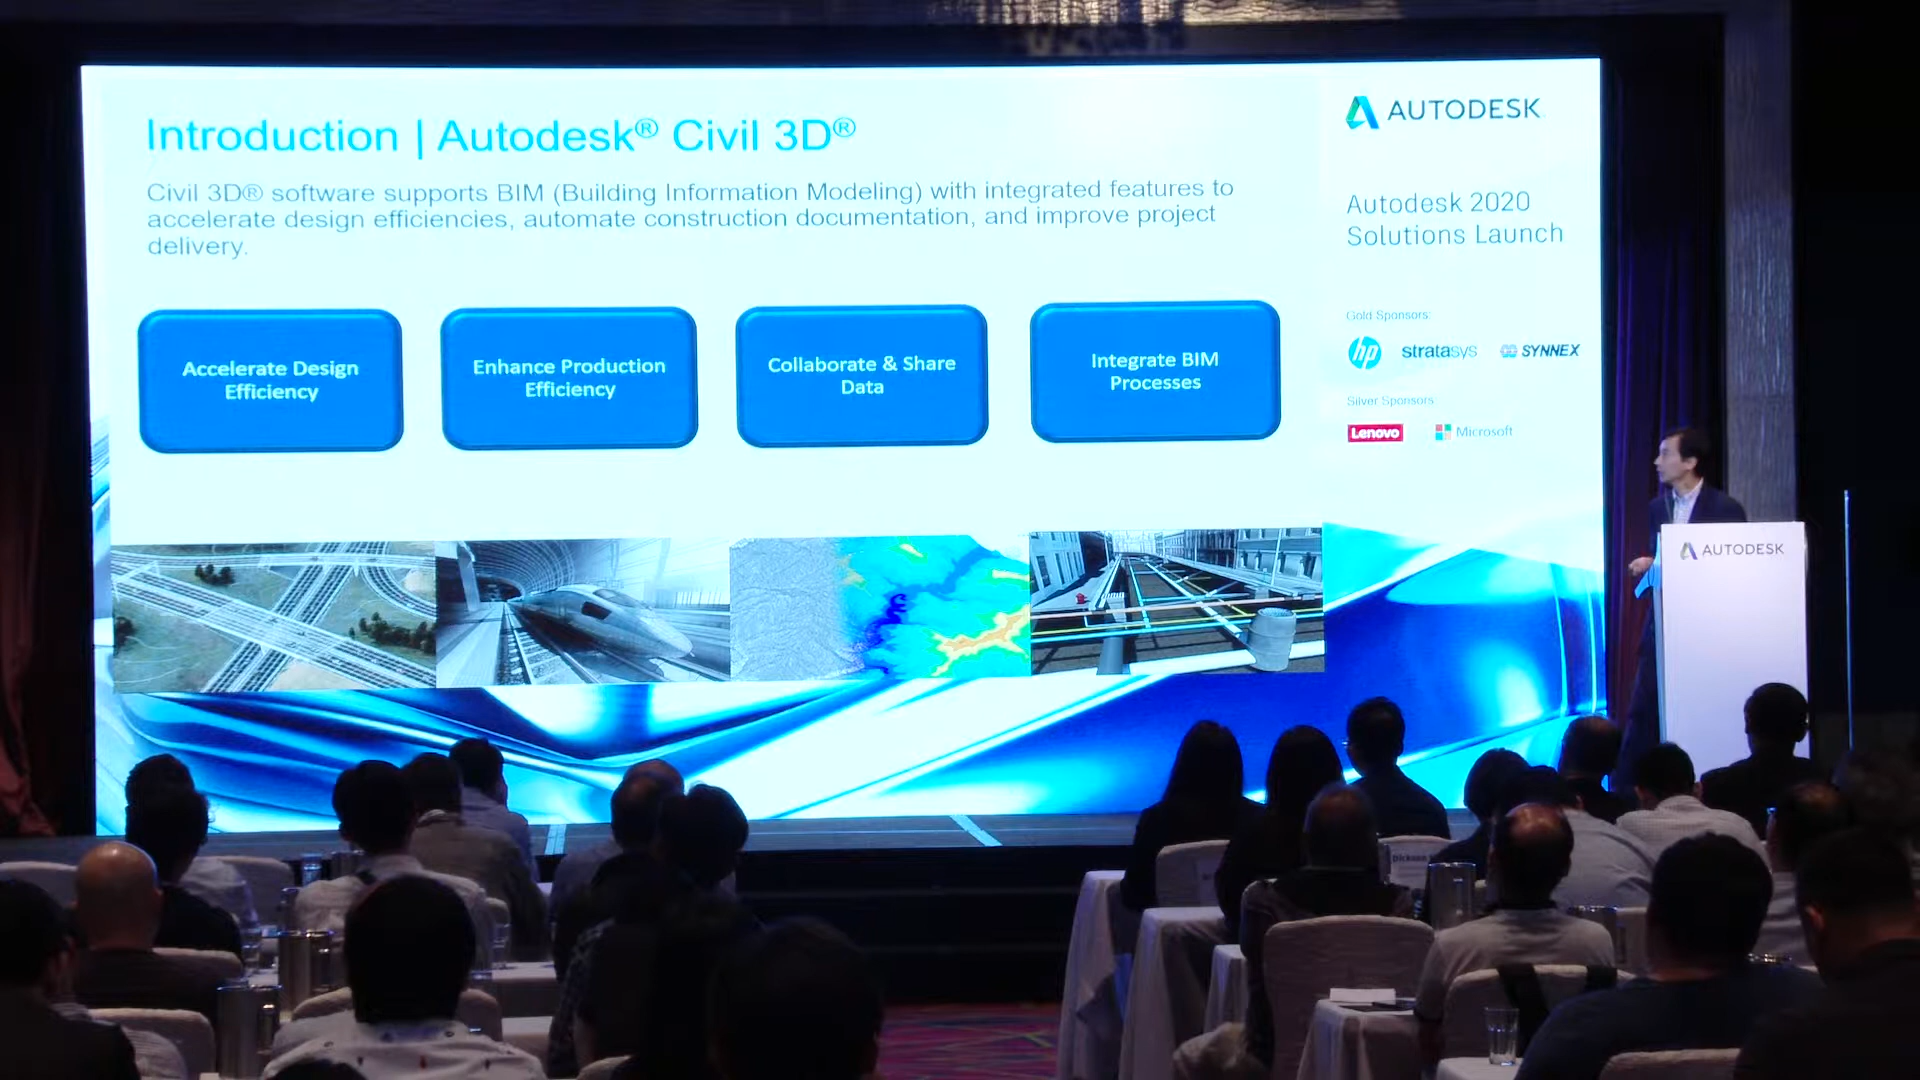 Introduction | Autodesk® Civil 3D®
Civil 3D® software supports BIM (Building Information Modeling) with integrated features to
accelerate design efficiencies, automate construction documentation, and improve project
delivery.
Accelerate Design
Efficiency
Enhance Production
Efficiency
Collaborate & Share
Data
Integrate BIM
Processes
AUTODESK
Autodesk 2020
Solutions Launch
Gold Sponsors:
hp stratasys SYNNEX
Silver Sponsors:
Lenovo Microsoft
AUTODESK
Dickson